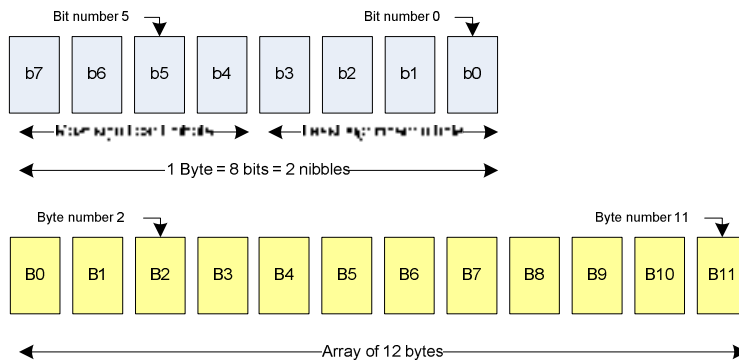 Bit number 5
Bit number 0
b7 b6 b5 b4 b3 b2 b1 b0
1 Byte = 8 bits = 2 nibbles
Byte number 2
Byte number 11
B0 B1 B2 B3 B4 B5 B6 B7 B8 B9 B10 B11
Array of 12 bytes